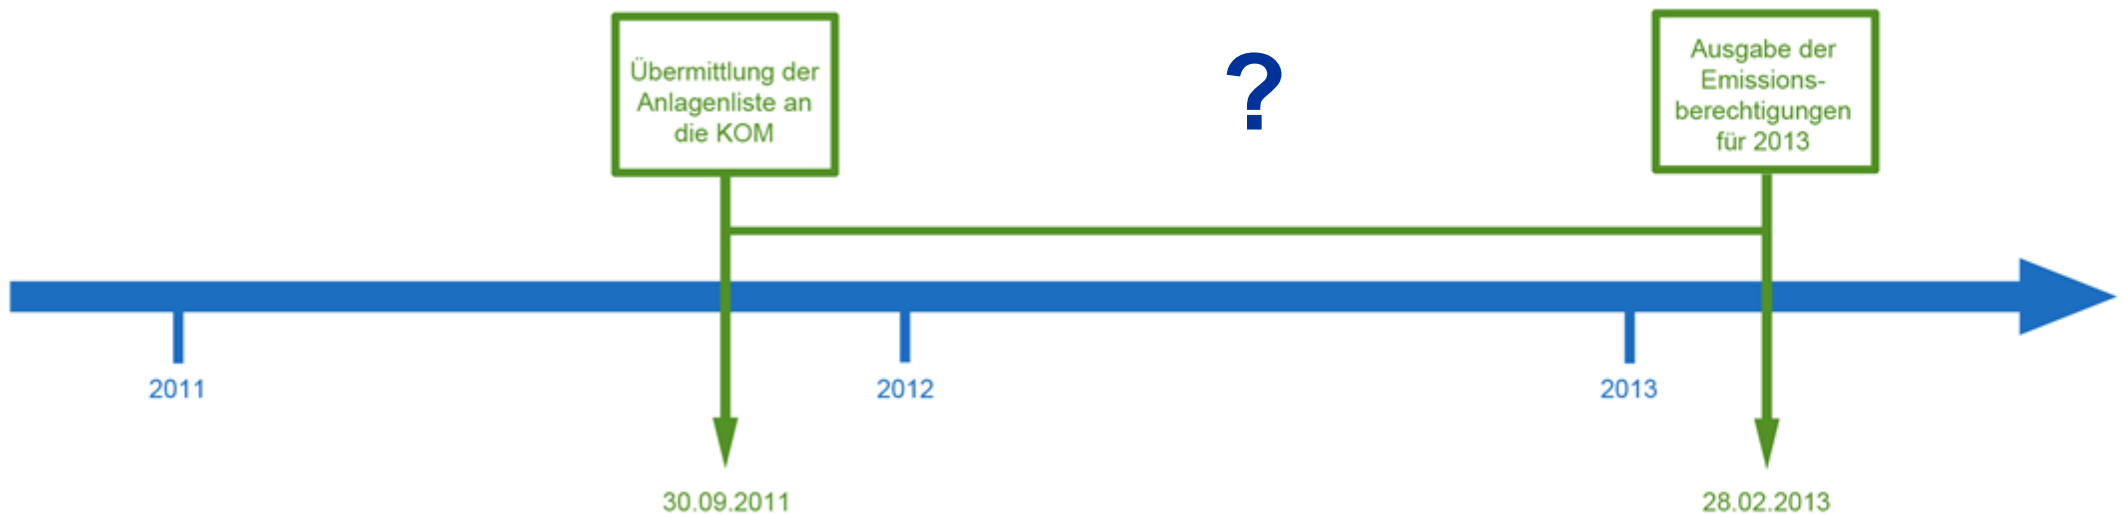 Übermittlung der
Anlagenliste an
die KOM
?
Ausgabe der
Emissions-
berechtigungen
für 2013
2011
2012
2013
30.09.2011
28.02.2013